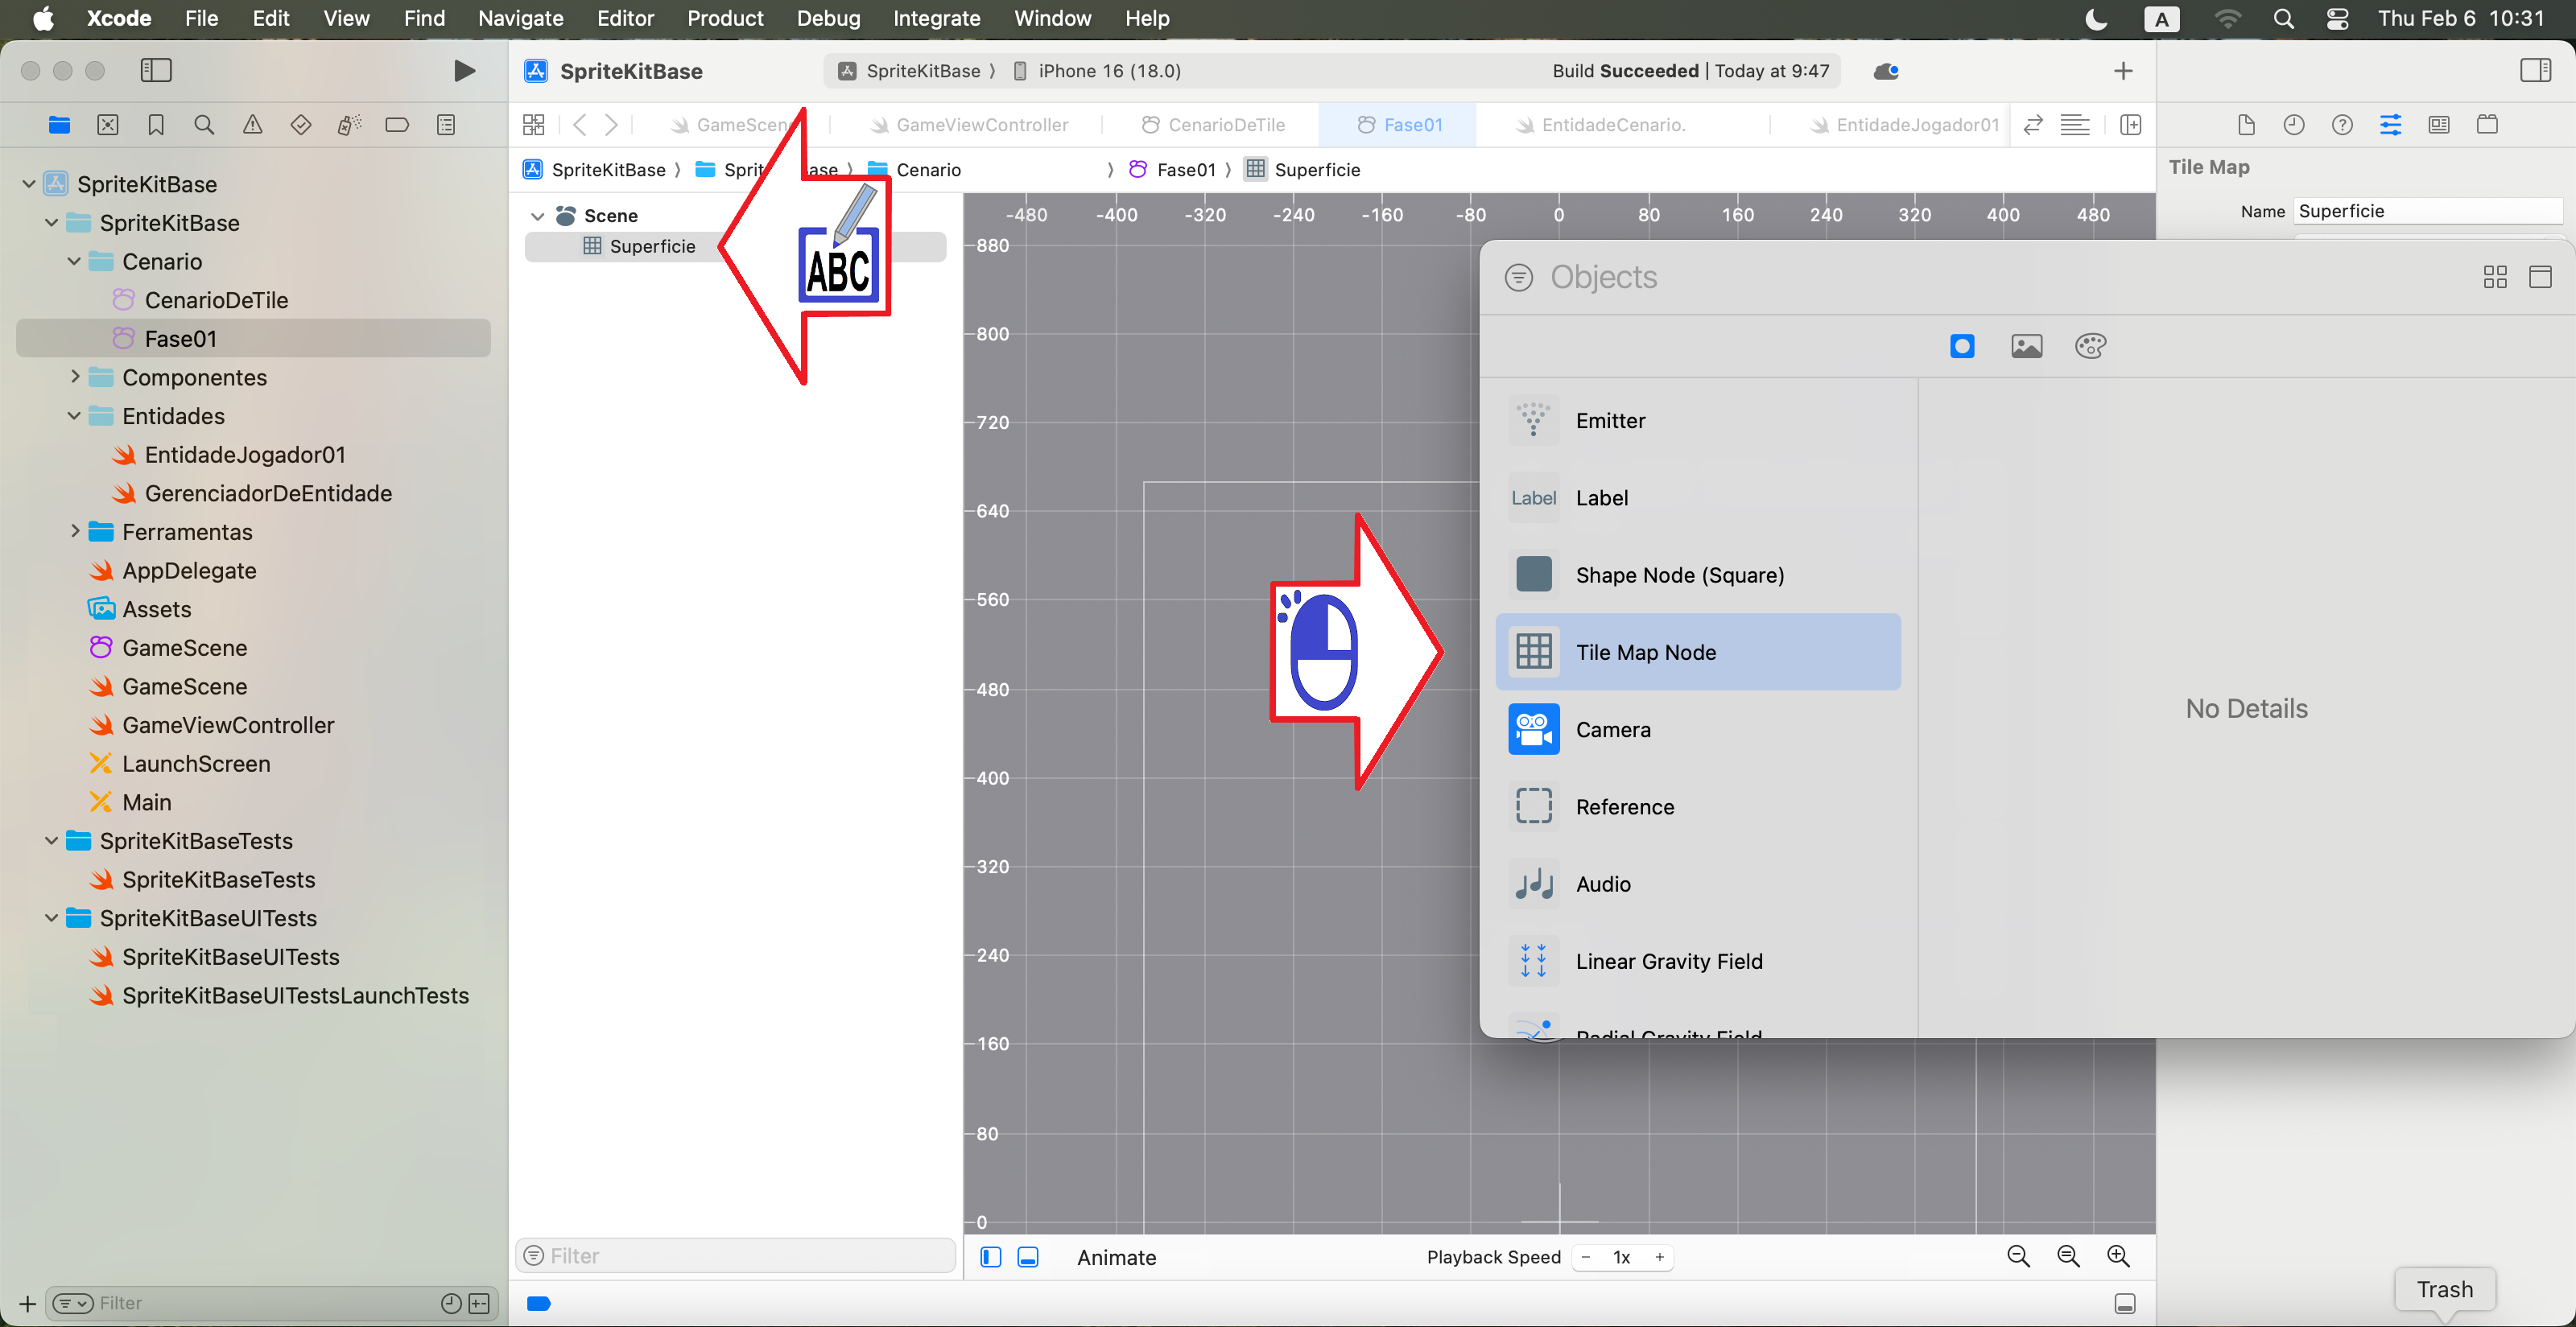 Xcode File Edit View Find Navigate Editor Product Debug Integrate Window Help
A Thu Feb 6 10:31
SpriteKitBase
SpriteKitBase
Cenario
CenarioDeTile
Fase01
Componentes
Entidades
EntidadeJogador01
GerenciadorDeEntidade
Ferramentas
AppDelegate
Assets
GameScene
GameScene
GameViewController
LaunchScreen
Main
SpriteKitBaseTests
SpriteKitBaseTests
SpriteKitBaseUITests
SpriteKitBaseUITests
SpriteKitBaseUITestsLaunchTests
Filter
SpriteKitBase SpriteKitBase iPhone 16 (18.0) Build Succeeded | Today at 9:47
GameScene GameViewController CenarioDeTile Fase01 EntidadeCenario. EntidadeJogador01
SpriteKitBase Sprit ase Cenario Fase01 Superficie
Scene
Superficie
ABC
Filter
-480 -400 -320 -240 -160 -80 0 80 160 240 320 400 480
880
800
720
640
560
480
400
320
240
160
80
0
Animate Playback Speed - 1x +
Tile Map
Name Superficie
Objects
Emitter
Label Label
Shape Node (Square)
Tile Map Node
Camera
Reference
Audio
Linear Gravity Field
Radial Gravity Field
No Details
Trash